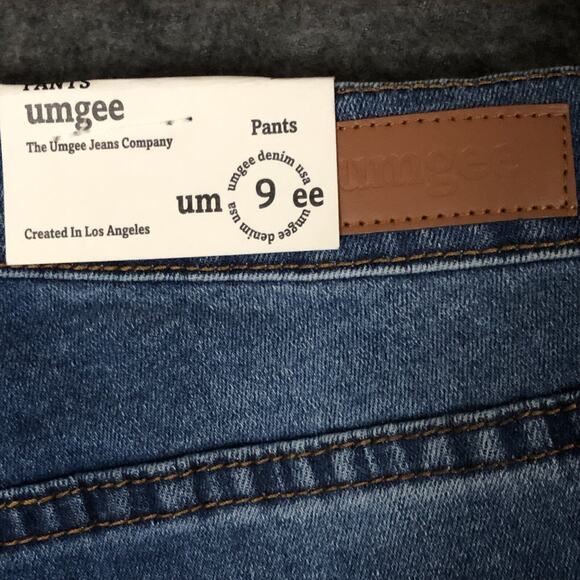 PANTS
umgee
The Umgee Jeans Company
Pants
umgee denim usa
um 9 ee
umgee denim usa
Created In Los Angeles
umgee